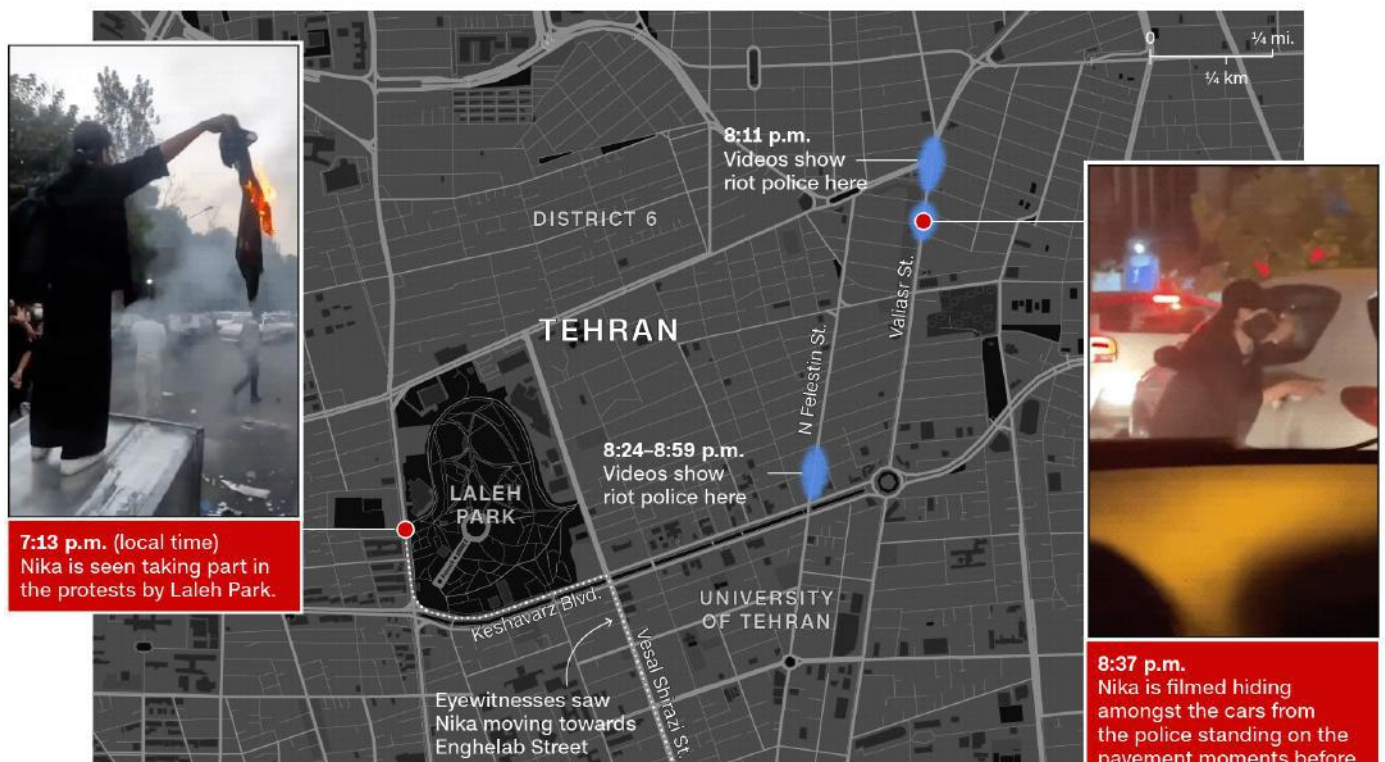 0
¼ mi.
¼ km
8:11 p.m.
Videos show
riot police here
DISTRICT 6
TEHRAN
Valiasr St.
N Felestin St.
8:24–8:59 p.m.
Videos show
riot police here
LALEH
PARK
7:13 p.m. (local time)
Nika is seen taking part in
the protests by Laleh Park.
Keshavarz Blvd.
UNIVERSITY
OF TEHRAN
Vesal Shirazi St.
Eyewitnesses saw
Nika moving towards
Enghelab Street
8:37 p.m.
Nika is filmed hiding
amongst the cars from
the police standing on the
pavement moments before